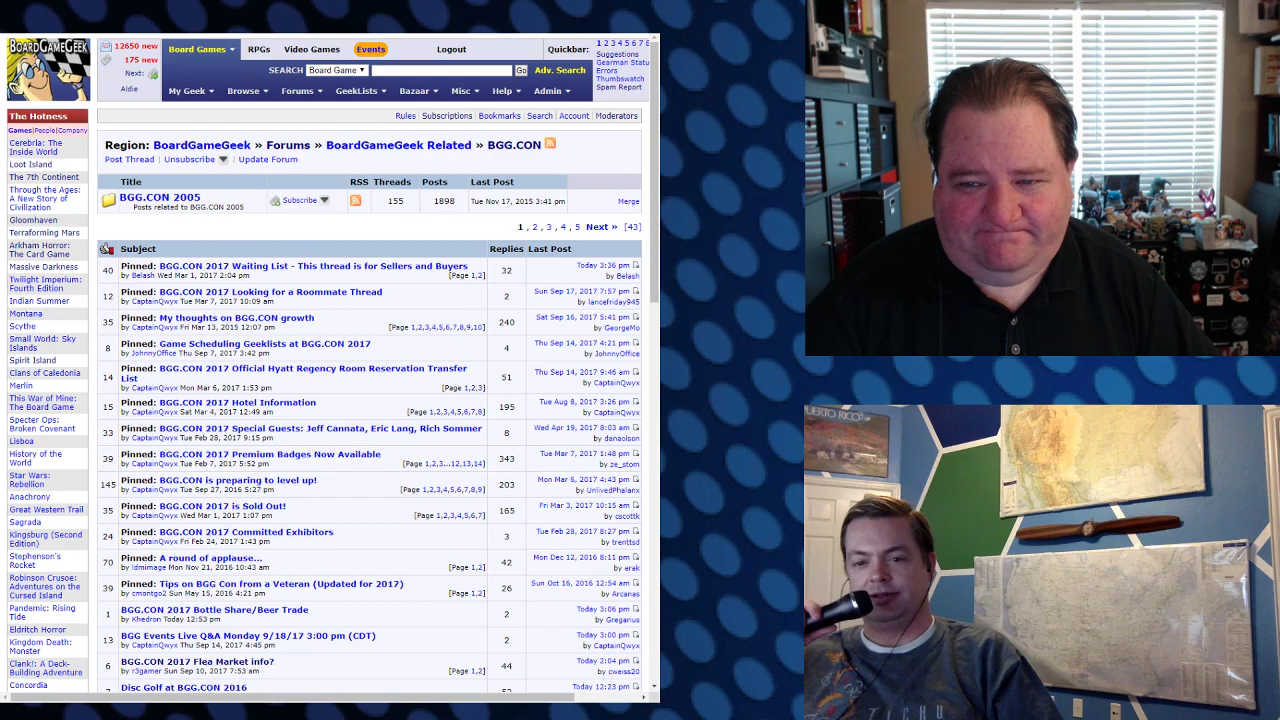 BOARDGAMEGEEK
12650 new
175 new
Next:
Aldie
Board Games RPGs Video Games Events Logout
Quickbar:
SEARCH Board Game Go Adv. Search
My Geek Browse Forums GeekLists Bazaar Misc Help Admin
1 2 3 4 5 6 7 8
Suggestions
Gearman Statu
Errors
Thumbswatch
Spam Report
Rules Subscriptions Bookmarks Search Account Moderators
The Hotness
Games|People|Company
Cerebria: The
Inside World
Loot Island
The 7th Continent
Through the Ages:
A New Story of
Civilization
Gloomhaven
Terraforming Mars
Arkham Horror:
The Card Game
Massive Darkness
Twilight Imperium:
Fourth Edition
Indian Summer
Montana
Scythe
Small World: Sky
Islands
Spirit Island
Clans of Caledonia
Merlin
This War of Mine:
The Board Game
Specter Ops:
Broken Covenant
Lisboa
History of the
World
Star Wars:
Rebellion
Anachrony
Great Western Trail
Sagrada
Kingsburg (Second
Edition)
Stephenson's
Rocket
Robinson Crusoe:
Adventures on the
Cursed Island
Pandemic: Rising
Tide
Eldritch Horror
Kingdom Death:
Monster
Clank!: A Deck-
Building Adventure
Concordia
Region: BoardGameGeek » Forums » BoardGameGeek Related » BGG.CON
Post Thread | Unsubscribe | Update Forum
Title RSS Threads Posts Last Post
BGG.CON 2005 Subscribe 155 1898 Tue Nov 17, 2015 3:41 pm Merge
Posts related to BGG.CON 2005
1 , 2 , 3 , 4 , 5 Next » [43]
Subject Replies Last Post
40 Pinned: BGG.CON 2017 Waiting List - This thread is for Sellers and Buyers 32 Today 3:36 pm
by Belash Wed Mar 1, 2017 2:04 pm [Page 1,2] by Belash
12 Pinned: BGG.CON 2017 Looking for a Roommate Thread 2 Sun Sep 17, 2017 7:57 pm
by CaptainQwyx Tue Mar 7, 2017 10:09 am by lancefriday945
35 Pinned: My thoughts on BGG.CON growth 240 Sat Sep 16, 2017 5:41 pm
by CaptainQwyx Fri Mar 13, 2015 12:07 pm [Page 1,2,3,4,5,6,7,8,9,10] by GeorgeMo
8 Pinned: Game Scheduling Geeklists at BGG.CON 2017 4 Thu Sep 14, 2017 4:21 pm
by JohnnyOffice Thu Sep 7, 2017 3:42 pm by JohnnyOffice
14 Pinned: BGG.CON 2017 Official Hyatt Regency Room Reservation Transfer
List 51 Thu Sep 14, 2017 9:46 am
by CaptainQwyx Mon Mar 6, 2017 1:53 pm [Page 1,2,3] by CaptainQwyx
15 Pinned: BGG.CON 2017 Hotel Information 195 Tue Aug 8, 2017 3:26 pm
by CaptainQwyx Sat Mar 4, 2017 12:49 am [Page 1,2,3,4,5,6,7,8] by CaptainQwyx
33 Pinned: BGG.CON 2017 Special Guests: Jeff Cannata, Eric Lang, Rich Sommer 8 Wed Apr 19, 2017 8:03 am
by CaptainQwyx Tue Feb 28, 2017 9:15 pm by danaolson
39 Pinned: BGG.CON 2017 Premium Badges Now Available 343 Tue Mar 7, 2017 1:48 pm
by CaptainQwyx Tue Feb 7, 2017 5:52 pm [Page 1,2,3...12,13,14] by ze_stom
145 Pinned: BGG.CON is preparing to level up! 203 Mon Mar 6, 2017 4:43 pm
by CaptainQwyx Tue Sep 27, 2016 5:27 pm [Page 1,2,3,4,5,6,7,8,9] by UnlivedPhalanx
35 Pinned: BGG.CON 2017 is Sold Out! 165 Fri Mar 3, 2017 10:15 am
by CaptainQwyx Wed Mar 1, 2017 1:07 pm [Page 1,2,3,4,5,6,7] by cscottk
24 Pinned: BGG.CON 2017 Committed Exhibitors 3 Tue Feb 28, 2017 8:27 pm
by CaptainQwyx Fri Feb 24, 2017 1:43 pm by trenttsd
70 Pinned: A round of applause... 42 Mon Dec 12, 2016 8:11 pm
by ldmimage Mon Nov 21, 2016 10:43 am [Page 1,2] by erak
39 Pinned: Tips on BGG Con from a Veteran (Updated for 2017) 26 Sun Oct 16, 2016 12:54 am
by cmontgo2 Sun May 15, 2016 4:21 pm [Page 1,2] by Arcanas
1 BGG.CON 2017 Bottle Share/Beer Trade 2 Today 3:06 pm
by Khedron Today 12:53 pm by Gregarius
13 BGG Events Live Q&A Monday 9/18/17 3:00 pm (CDT) 2 Today 3:00 pm
by CaptainQwyx Thu Sep 14, 2017 4:45 pm by CaptainQwyx
6 BGG.CON 2017 Flea Market info? 44 Today 2:04 pm
by r3gamer Sun Sep 10, 2017 7:53 am [Page 1,2] by cweiss20
Disc Golf at BGG.CON 2016 Today 12:23 pm
PUERTO RICO
TICHU